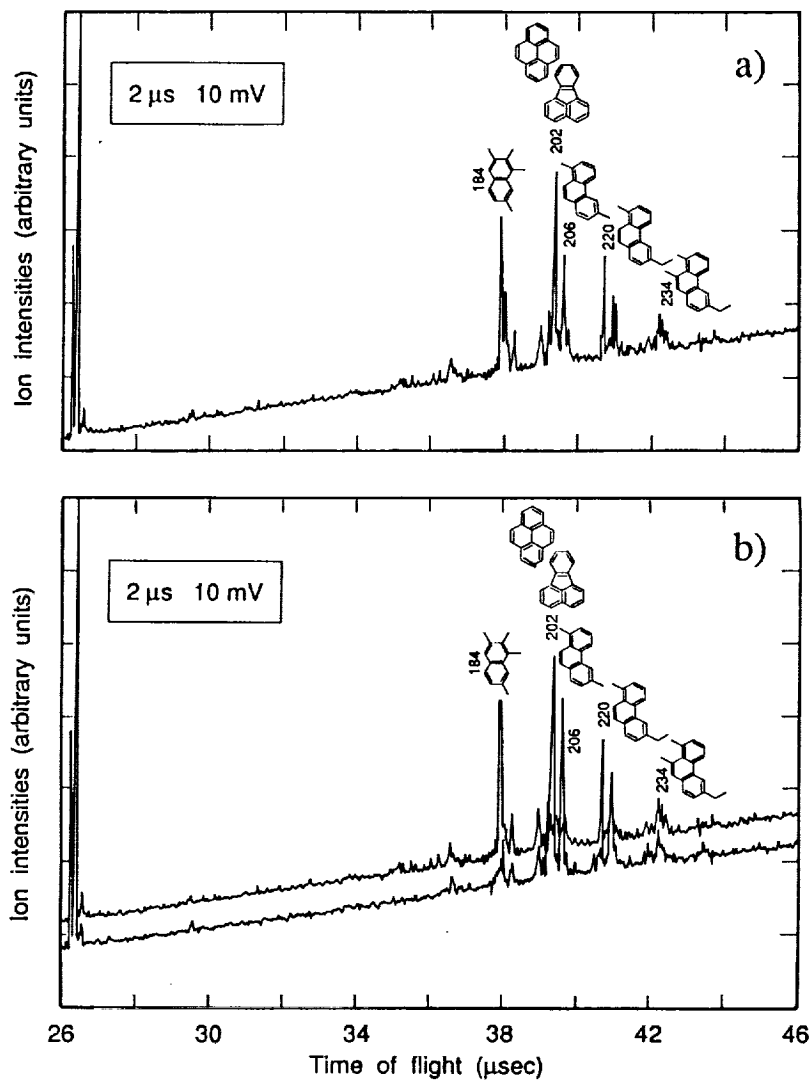 a)
2 μs 10 mV
184
202
206
220
234
Ion intensities (arbitrary units)
b)
2 μs 10 mV
184
202
206
220
234
Ion intensities (arbitrary units)
26 30 34 38 40 42 46
Time of flight (μsec)